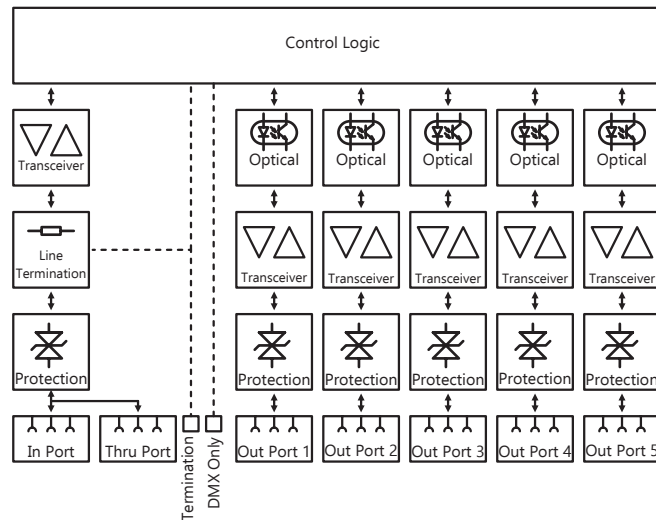 Control Logic
Transceiver
Optical
Optical
Optical
Optical
Optical
Line
Termination
Transceiver
Transceiver
Transceiver
Transceiver
Transceiver
Protection
Protection
Protection
Protection
Protection
Protection
In Port
Thru Port
Termination
DMX Only
Out Port 1
Out Port 2
Out Port 3
Out Port 4
Out Port 5